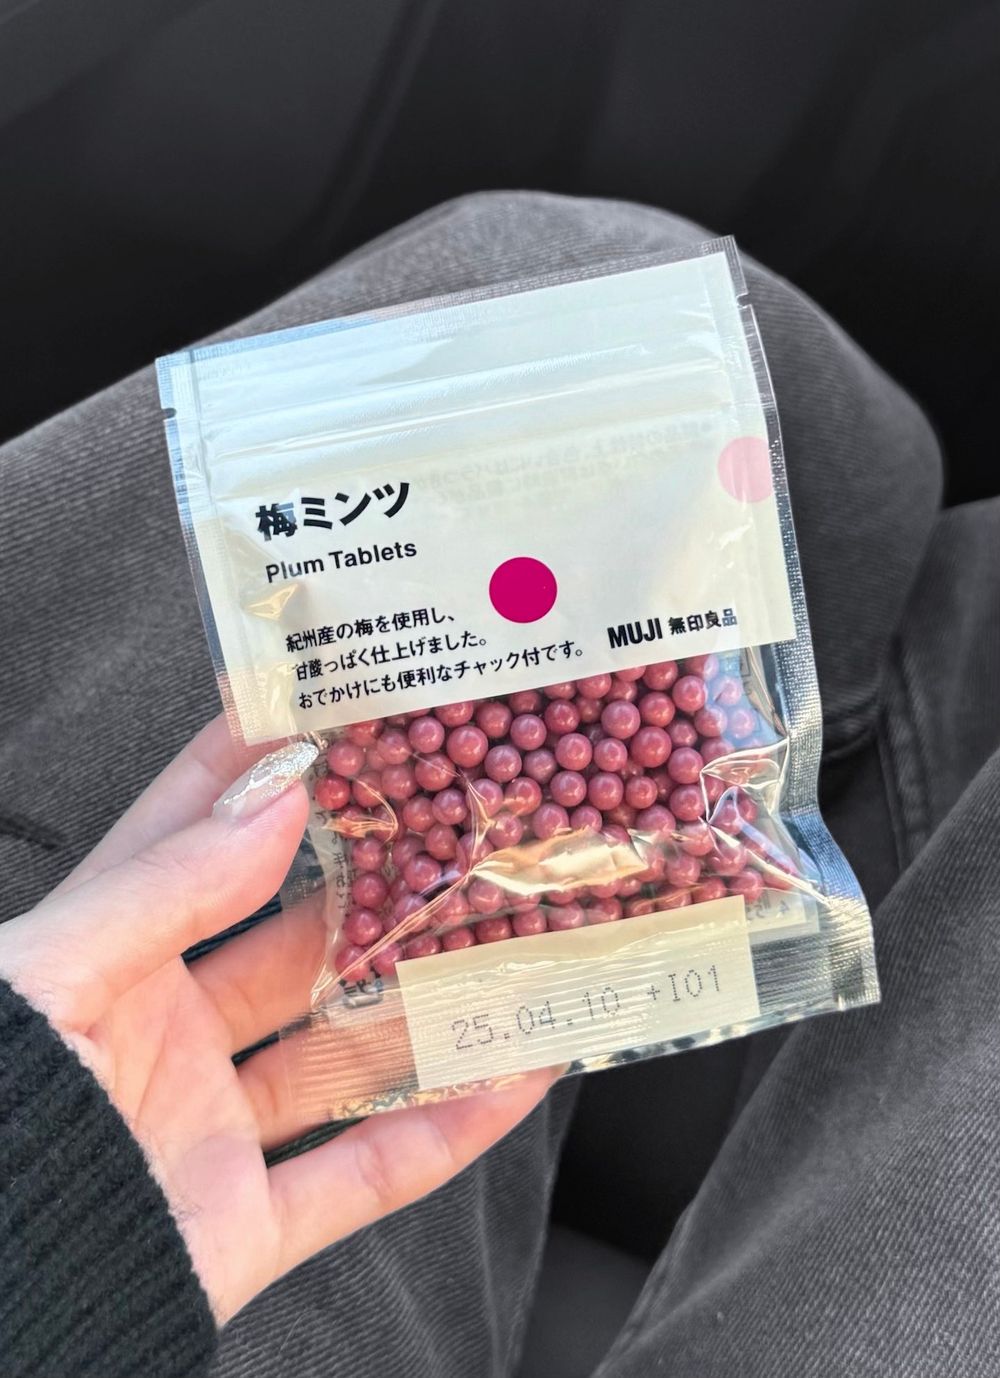 梅ミンツ
Plum Tablets
紀州産の梅を使用し、
甘酸っぱく仕上げました。
おでかけにも便利なチャック付です。
MUJI 無印良品
25.04.10 +I01